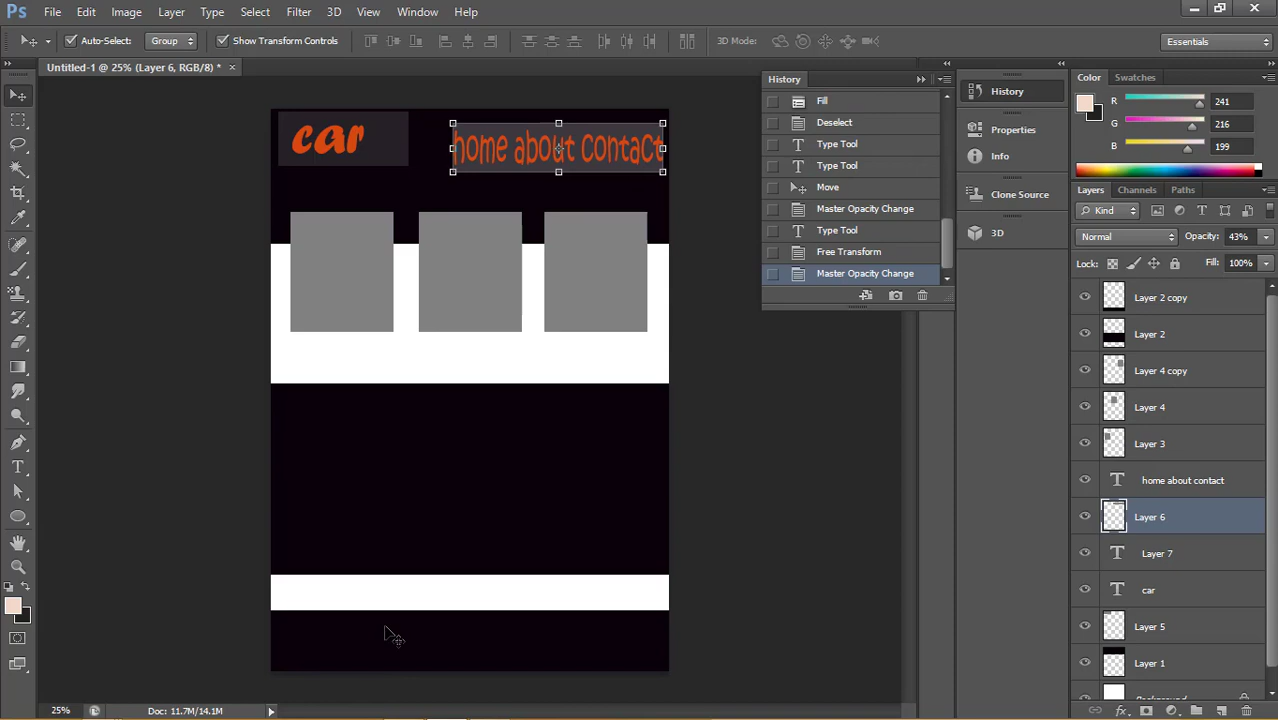 Ps File Edit Image Layer Type Select Filter 3D View Window Help
Auto-Select: Group Show Transform Controls 3D Mode: Essentials
Untitled-1 @ 25% (Layer 6, RGB/8) * ×
History
Fill
Deselect
Type Tool
Type Tool
Move
Master Opacity Change
Type Tool
Free Transform
Master Opacity Change
car
home about contact
History
Properties
Info
Clone Source
3D
Color Swatches
R 241
G 216
B 199
Layers Channels Paths
Kind
Normal Opacity: 43%
Lock: Fill: 100%
Layer 2 copy
Layer 2
Layer 4 copy
Layer 4
Layer 3
home about contact
Layer 6
Layer 7
car
Layer 5
Layer 1
Background
25% Doc: 11.7M/14.1M